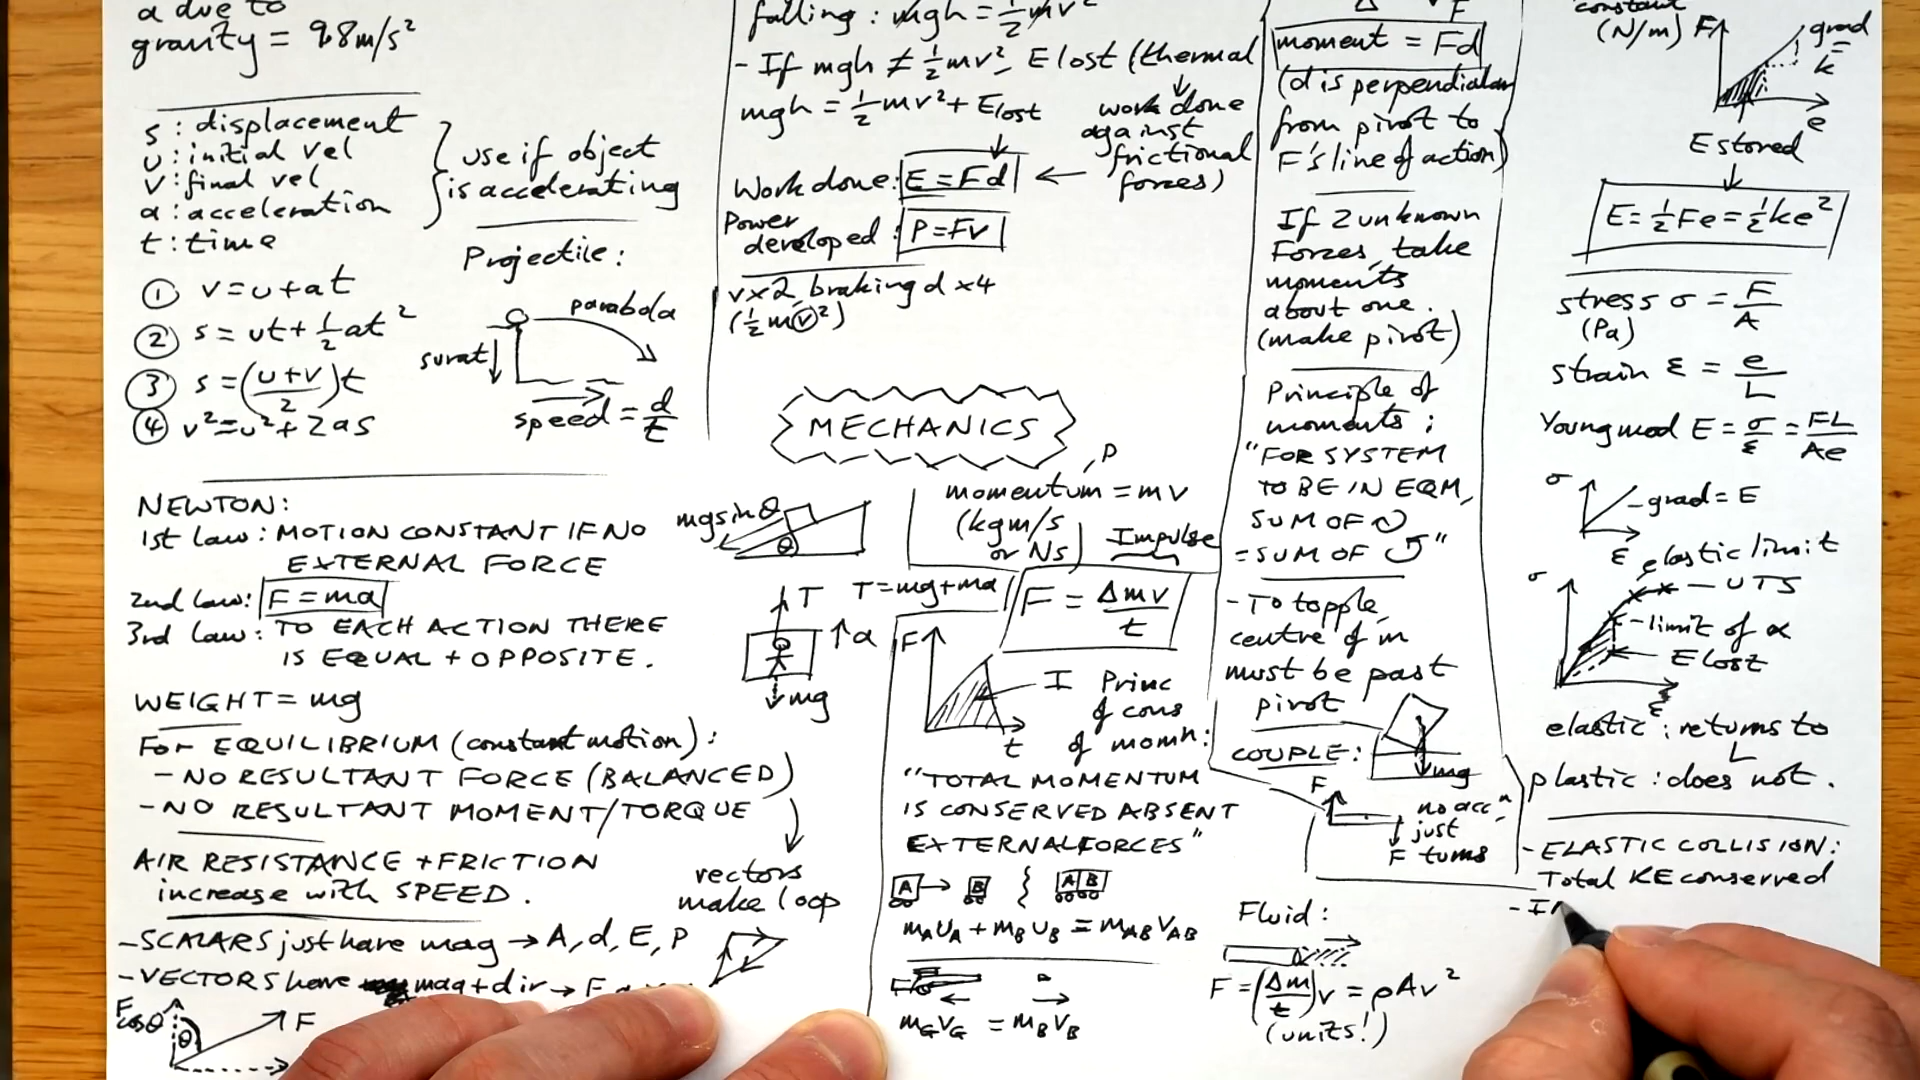 a due to
gravity = 9.8m/s²
s : displacement
u : initial vel
v : final vel
a : acceleration
t : time
use if object
is accelerating
① v = u + at
② s = ut + ½at²
③ s = (u+v/2)t
④ v² = u² + 2as
Projectile :
parabola
surat
speed = d/t
NEWTON:
1st Law : MOTION CONSTANT IF NO
EXTERNAL FORCE
2nd Law: F = ma
3rd Law : TO EACH ACTION THERE
IS EQUAL + OPPOSITE.
WEIGHT = mg
For EQUILIBRIUM (constant motion) :
- NO RESULTANT FORCE (BALANCED)
- NO RESULTANT MOMENT/TORQUE
vectors
make loop
AIR RESISTANCE + FRICTION
increase with SPEED.
- SCALARS just have mag → A, d, E, P
- VECTORS have mag + dir →
F
cosθ
θ
F
falling : mgh = ½mv²
- If mgh ≠ ½mv², E lost (thermal
mgh = ½mv² + Elost
work done
against
frictional
forces)
Work done: E = Fd
Power
developed : P = Fv
v×2, braking d ×4
(½mv²)
MECHANICS
mgsinθ
θ
T
T = mg + ma
a
mg
momentum, p = mv
(kgm/s
or Ns)
Impulse
F = Δmv/t
F
I
t
Princ
of cons
of momⁿ:
"TOTAL MOMENTUM
IS CONSERVED ABSENT
EXTERNAL FORCES"
A → B
A B
mAuA + mBuB = mABvAB
mGvG = mBvB
Fluid :
F = (Δm/t)v = ρAv²
(units!)
F
moment = Fd
(d is perpendicular
from pivot to
F's line of action)
If 2 unknown
Forces, take
moments
about one.
(make pivot)
Principle of
moments :
"FOR SYSTEM
TO BE IN EQM,
SUM OF ↻
= SUM OF ↺"
- To topple,
centre of m
must be past
pivot
mg
COUPLE :
F
F
no accⁿ,
just
turns
constant
(N/m)
F
grad
=
k
e
E stored
E = ½Fe = ½ke²
stress σ = F/A
(Pa)
strain ε = e/L
Young mod E = σ/ε = FL/Ae
σ
grad = E
ε
elastic limit
σ
UTS
limit of α
E lost
ε
elastic : returns to
L
plastic : does not.
- ELASTIC COLLISION:
Total KE conserved